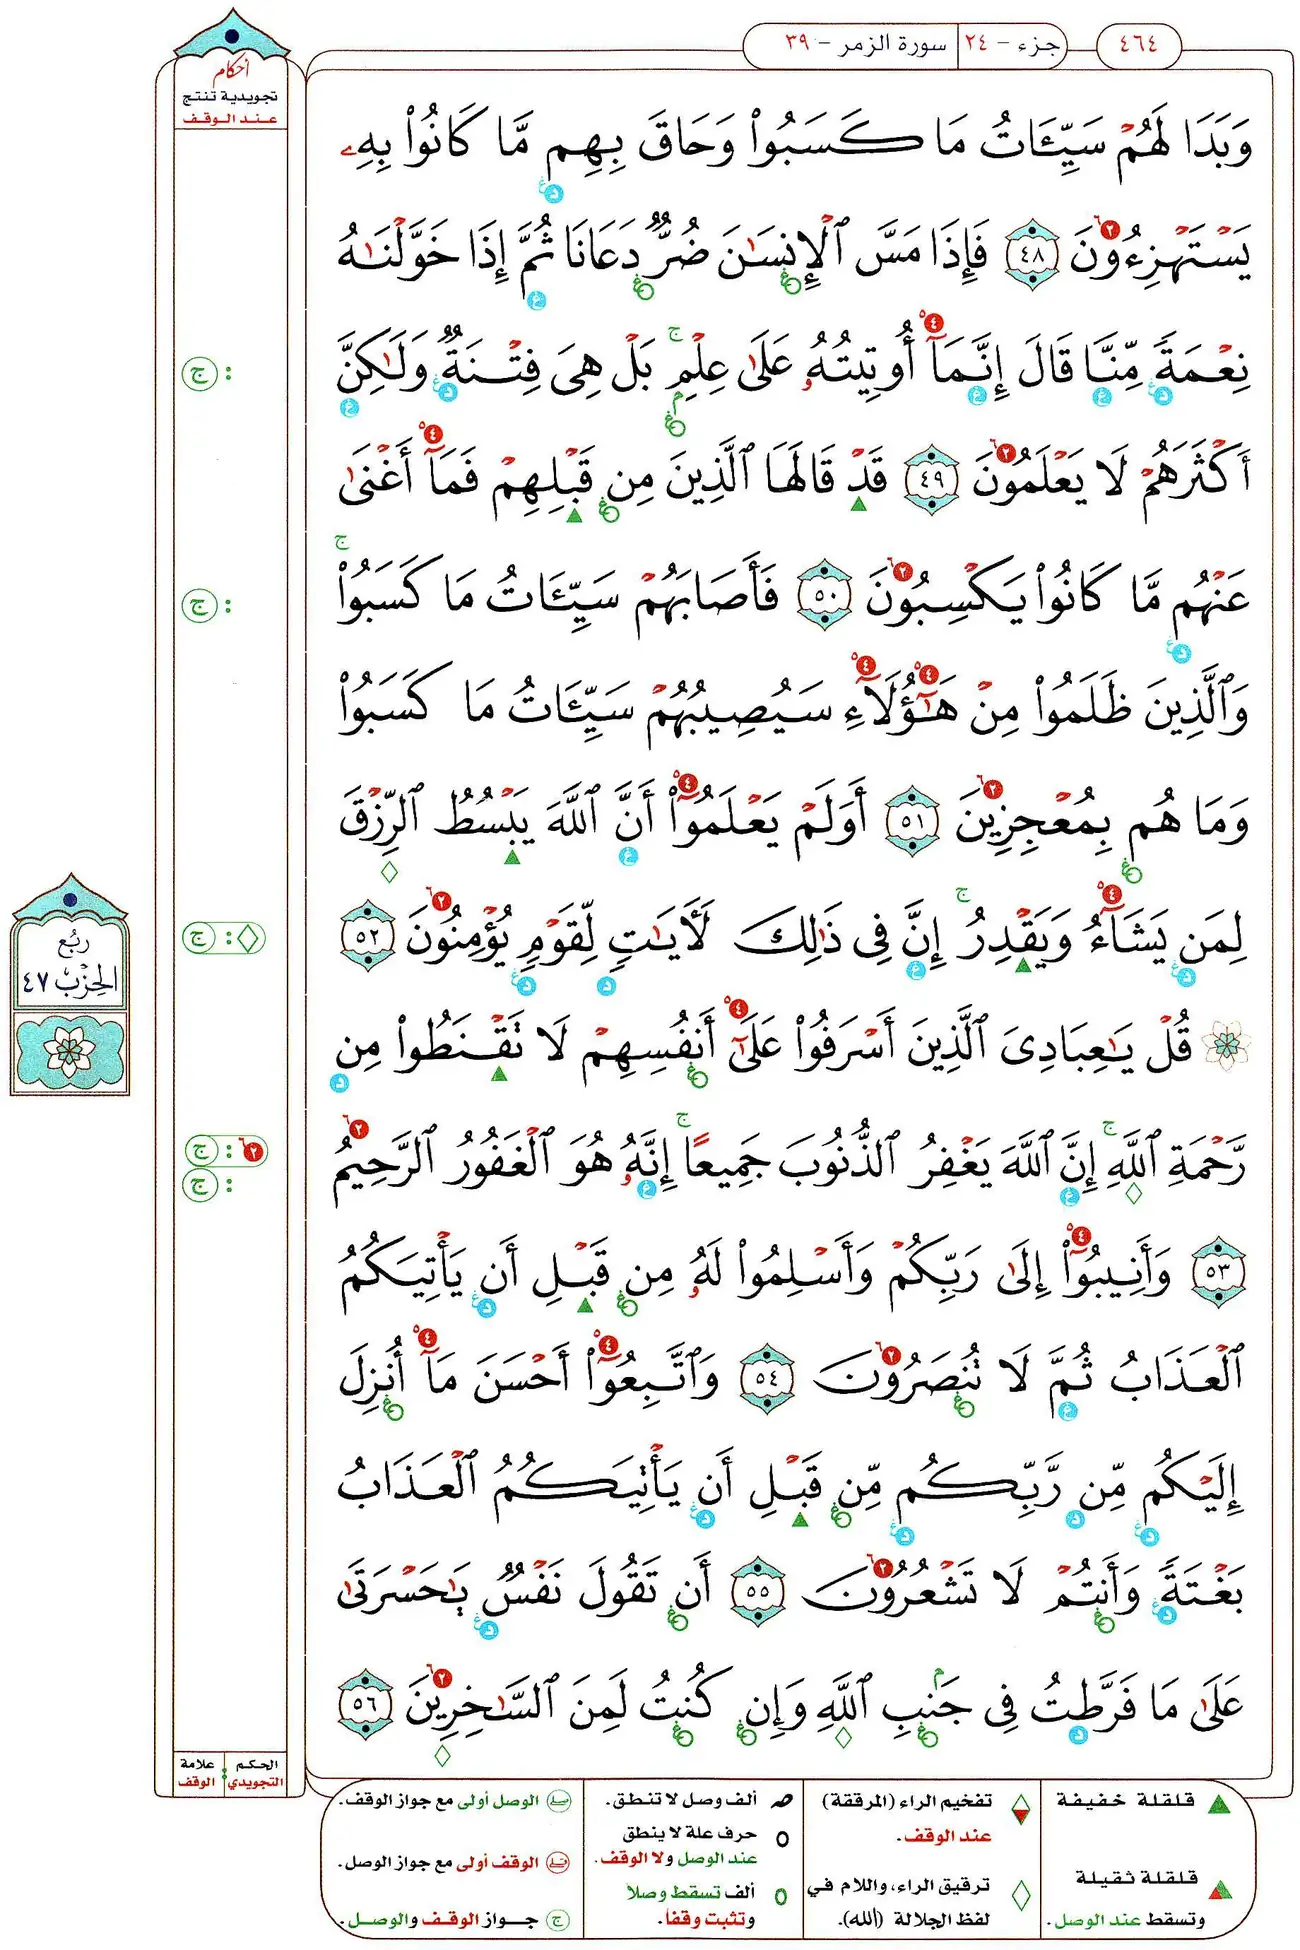 ٤٦٤
جزء - ٢٤
سورة الزمر - ٣٩
أحكام
تجويدية تنتج
عند الوقف
وَبَدَا لَهُمْ سَيِّـَٔاتُ مَا كَسَبُوا۟ وَحَاقَ بِهِم مَّا كَانُوا۟ بِهِۦ
يَسْتَهْزِءُونَ ٤٨ فَإِذَا مَسَّ ٱلْإِنسَٰنَ ضُرٌّ دَعَانَا ثُمَّ إِذَا خَوَّلْنَٰهُ
نِعْمَةً مِّنَّا قَالَ إِنَّمَآ أُوتِيتُهُۥ عَلَىٰ عِلْمٍۭ ۚ بَلْ هِىَ فِتْنَةٌ وَلَٰكِنَّ
أَكْثَرَهُمْ لَا يَعْلَمُونَ ٤٩ قَدْ قَالَهَا ٱلَّذِينَ مِن قَبْلِهِمْ فَمَآ أَغْنَىٰ
عَنْهُم مَّا كَانُوا۟ يَكْسِبُونَ ٥٠ فَأَصَابَهُمْ سَيِّـَٔاتُ مَا كَسَبُوا۟ ۚ
وَٱلَّذِينَ ظَلَمُوا۟ مِنْ هَٰٓؤُلَآءِ سَيُصِيبُهُمْ سَيِّـَٔاتُ مَا كَسَبُوا۟
وَمَا هُم بِمُعْجِزِينَ ٥١ أَوَلَمْ يَعْلَمُوٓا۟ أَنَّ ٱللَّهَ يَبْسُطُ ٱلرِّزْقَ
لِمَن يَشَآءُ وَيَقْدِرُ ۚ إِنَّ فِى ذَٰلِكَ لَـَٔايَٰتٍ لِّقَوْمٍ يُؤْمِنُونَ ٥٢
۞ قُلْ يَٰعِبَادِىَ ٱلَّذِينَ أَسْرَفُوا۟ عَلَىٰٓ أَنفُسِهِمْ لَا تَقْنَطُوا۟ مِن
رَّحْمَةِ ٱللَّهِ ۚ إِنَّ ٱللَّهَ يَغْفِرُ ٱلذُّنُوبَ جَمِيعًا ۚ إِنَّهُۥ هُوَ ٱلْغَفُورُ ٱلرَّحِيمُ
٥٣ وَأَنِيبُوٓا۟ إِلَىٰ رَبِّكُمْ وَأَسْلِمُوا۟ لَهُۥ مِن قَبْلِ أَن يَأْتِيَكُمُ
ٱلْعَذَابُ ثُمَّ لَا تُنصَرُونَ ٥٤ وَٱتَّبِعُوٓا۟ أَحْسَنَ مَآ أُنزِلَ
إِلَيْكُم مِّن رَّبِّكُم مِّن قَبْلِ أَن يَأْتِيَكُمُ ٱلْعَذَابُ
بَغْتَةً وَأَنتُمْ لَا تَشْعُرُونَ ٥٥ أَن تَقُولَ نَفْسٌ يَٰحَسْرَتَىٰ
عَلَىٰ مَا فَرَّطتُ فِى جَنۢبِ ٱللَّهِ وَإِن كُنتُ لَمِنَ ٱلسَّٰخِرِينَ ٥٦
: ج
: ج
: ج
٢ : ج
: ج
ربع
الحزب ٤٧
الحكم التجويدي : علامة الوقف
قلقلة خفيفة
قلقلة ثقيلة
وتسقط عند الوصل.
تفخيم الراء (المرققة)
عند الوقف.
ترقيق الراء، واللام في
لفظ الجلالة (الله).
ألف وصل لا تنطق.
حرف علة لا ينطق
عند الوصل ولا الوقف.
ألف تسقط وصلاً
وتثبت وقفاً.
صلى الوصل أولى مع جواز الوقف.
قلى الوقف أولى مع جواز الوصل.
ج جواز الوقف والوصل.